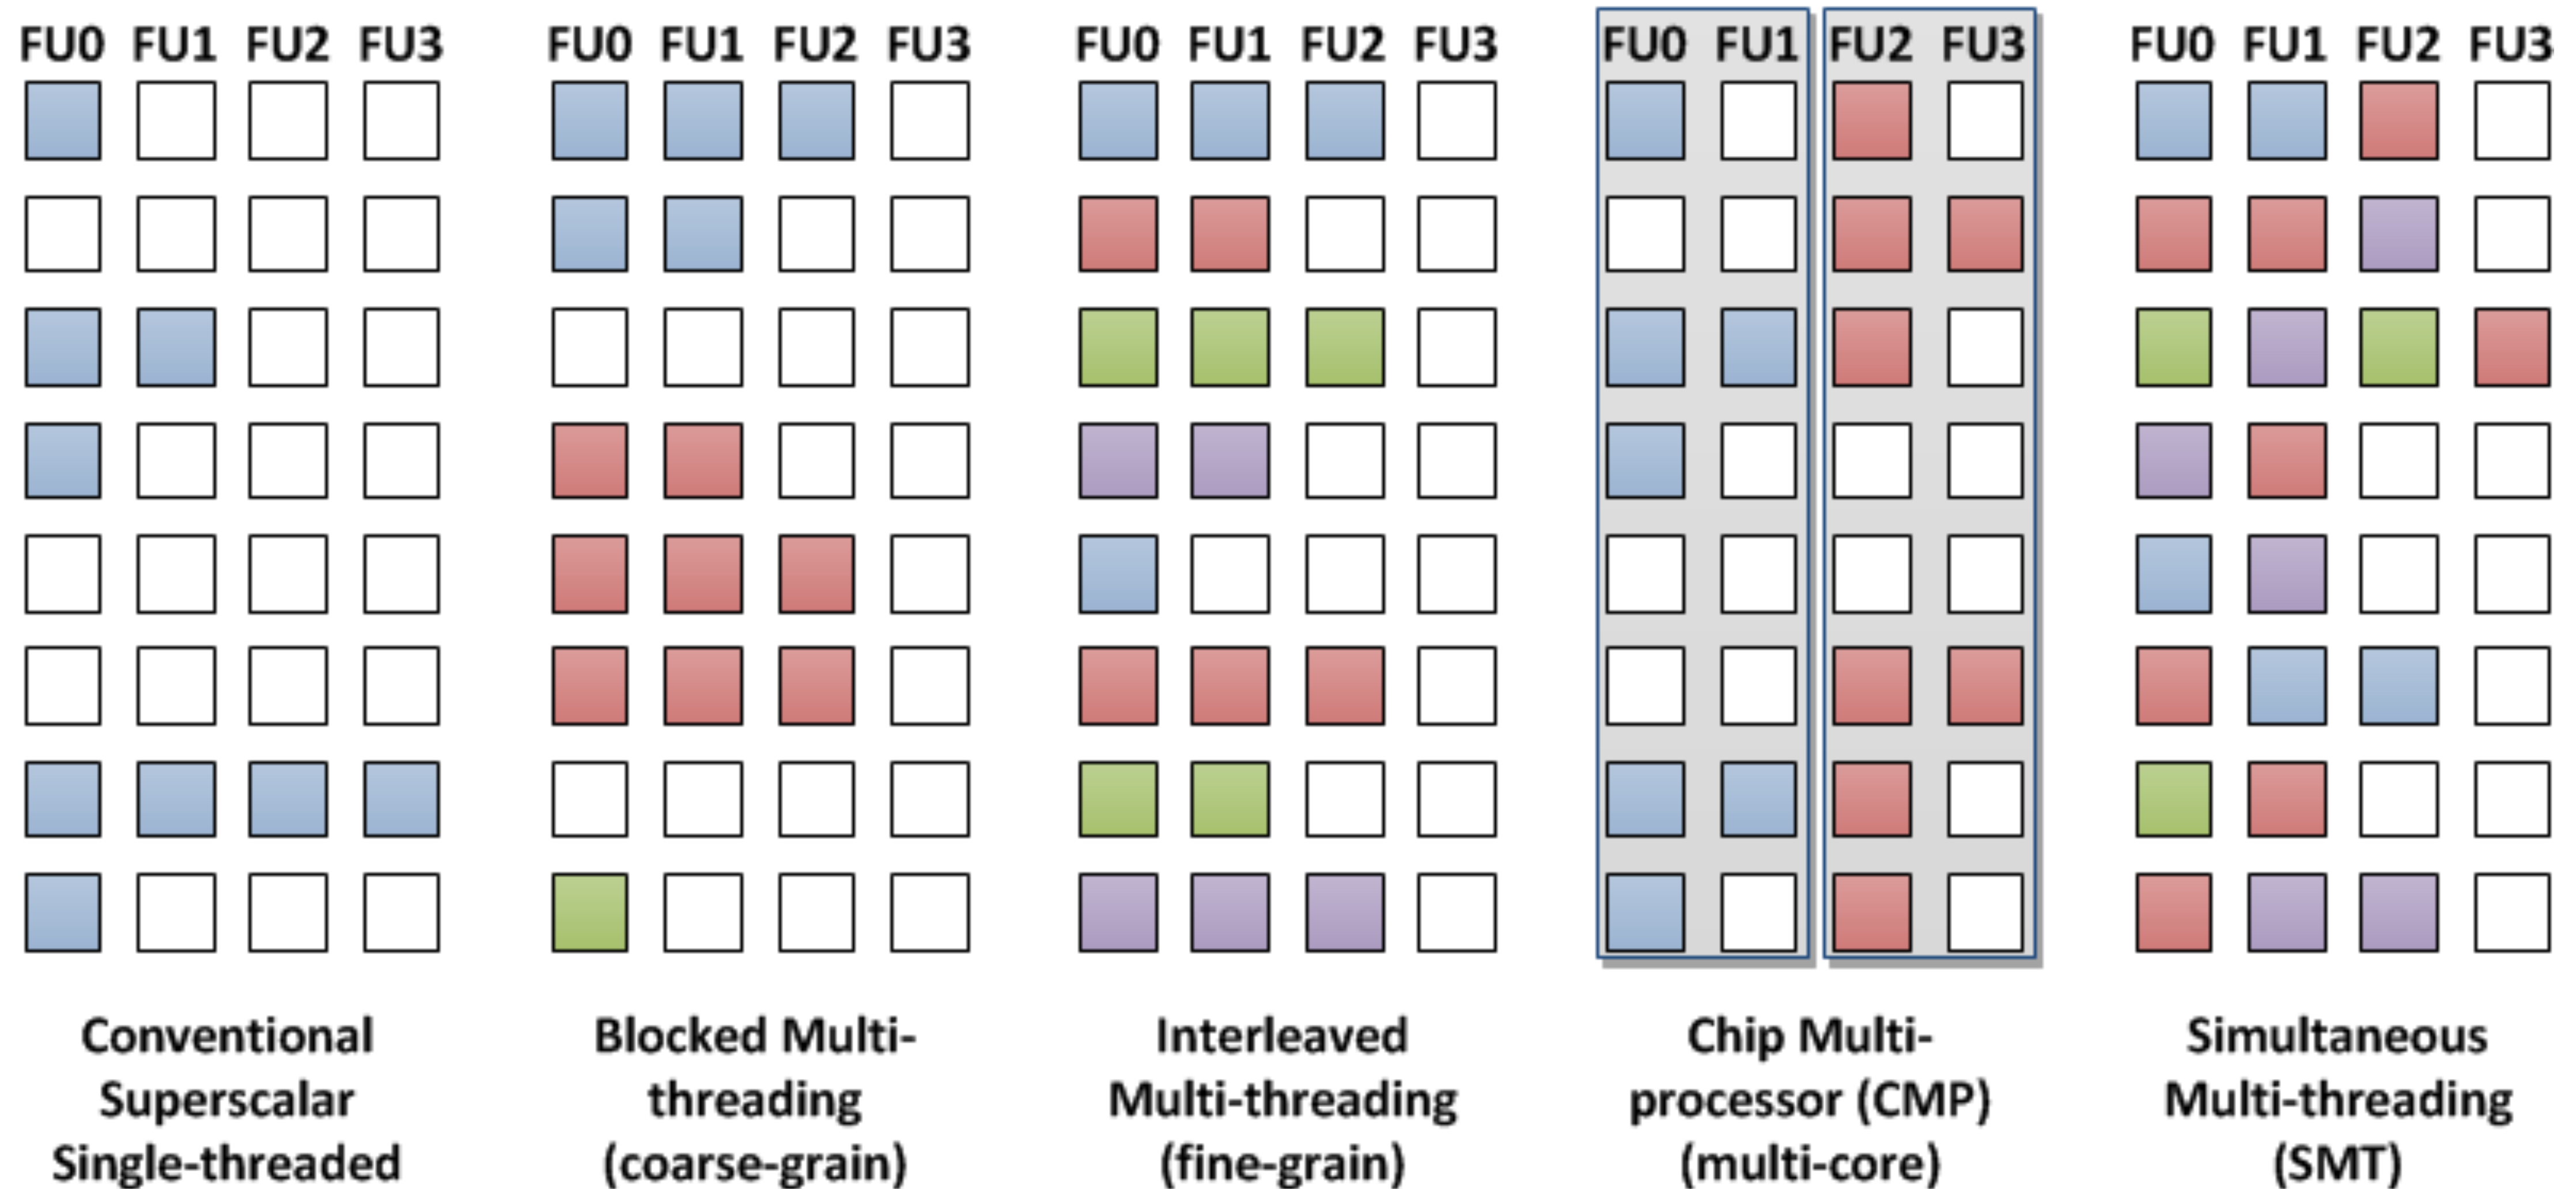 FU0 FU1 FU2 FU3
FU0 FU1 FU2 FU3
FU0 FU1 FU2 FU3
FU0 FU1 FU2 FU3
FU0 FU1 FU2 FU3
Conventional
Superscalar
Single-threaded
Blocked Multi-
threading
(coarse-grain)
Interleaved
Multi-threading
(fine-grain)
Chip Multi-
processor (CMP)
(multi-core)
Simultaneous
Multi-threading
(SMT)